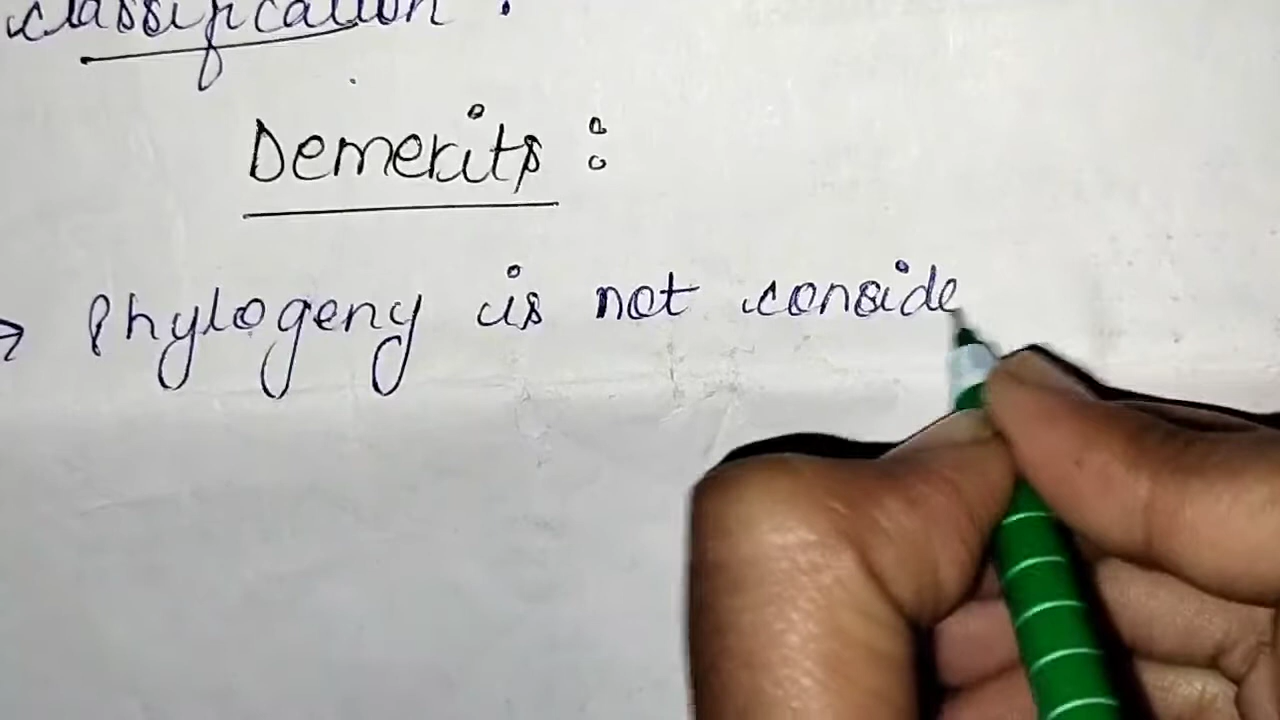 classification .
Demerits :
→ Phylogeny is not conside